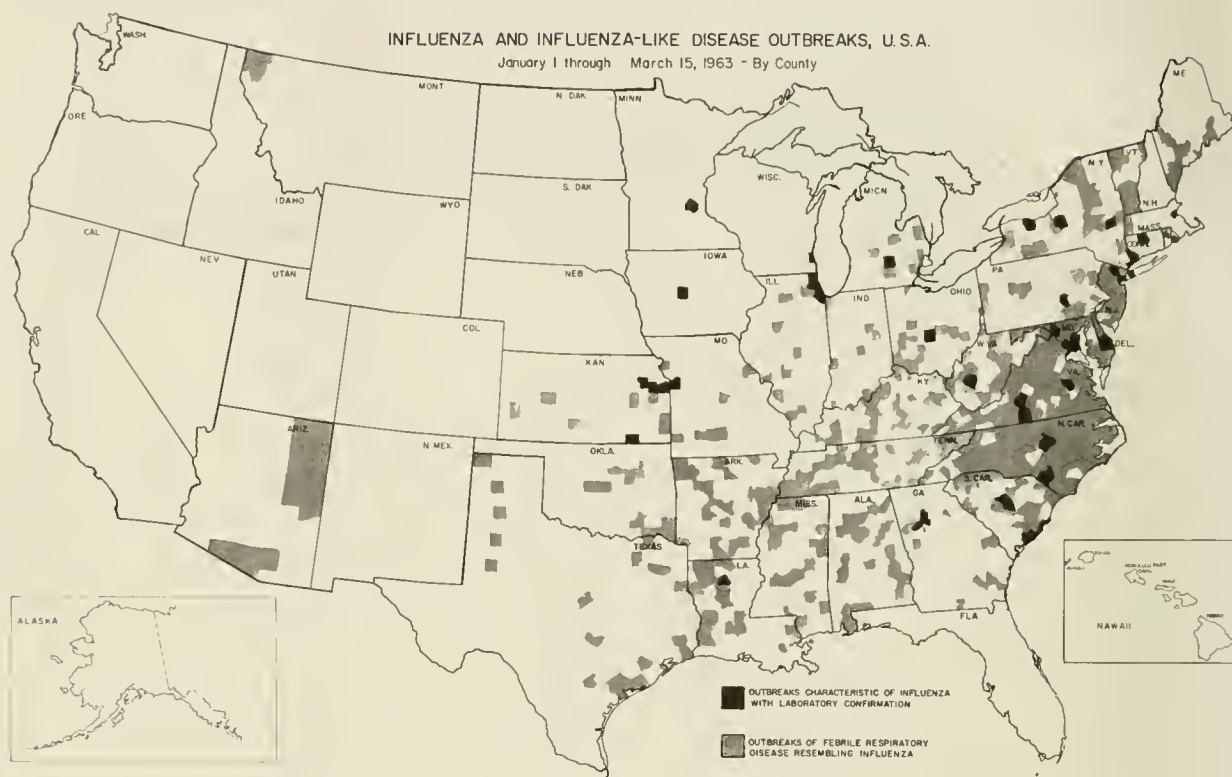 INFLUENZA AND INFLUENZA-LIKE DISEASE OUTBREAKS, U.S.A.
January 1 through March 15, 1963 - By County
WASH.
MONT
N. DAK
MINN
ME
ORE
IDAHO
S. DAK
WISC.
MICN
N.Y
VT.
N.H.
MASS.
CONN
WYO
CAL
NEV
UTAN
NEB
IOWA
ILL
IND
OHIO
PA
N.J.
COL
KAN
MO
W.VA
MD
DEL.
VA.
KY
ARIZ.
N MEX.
OKLA.
ARK.
TENN.
N.CAR.
S.CAR.
MISS.
ALA.
GA
TEXAS
LA.
FLA
ALASKA
NAWAII
OUTBREAKS CHARACTERISTIC OF INFLUENZA
WITH LABORATORY CONFIRMATION
OUTBREAKS OF FEBRILE RESPIRATORY
DISEASE RESEMBLING INFLUENZA